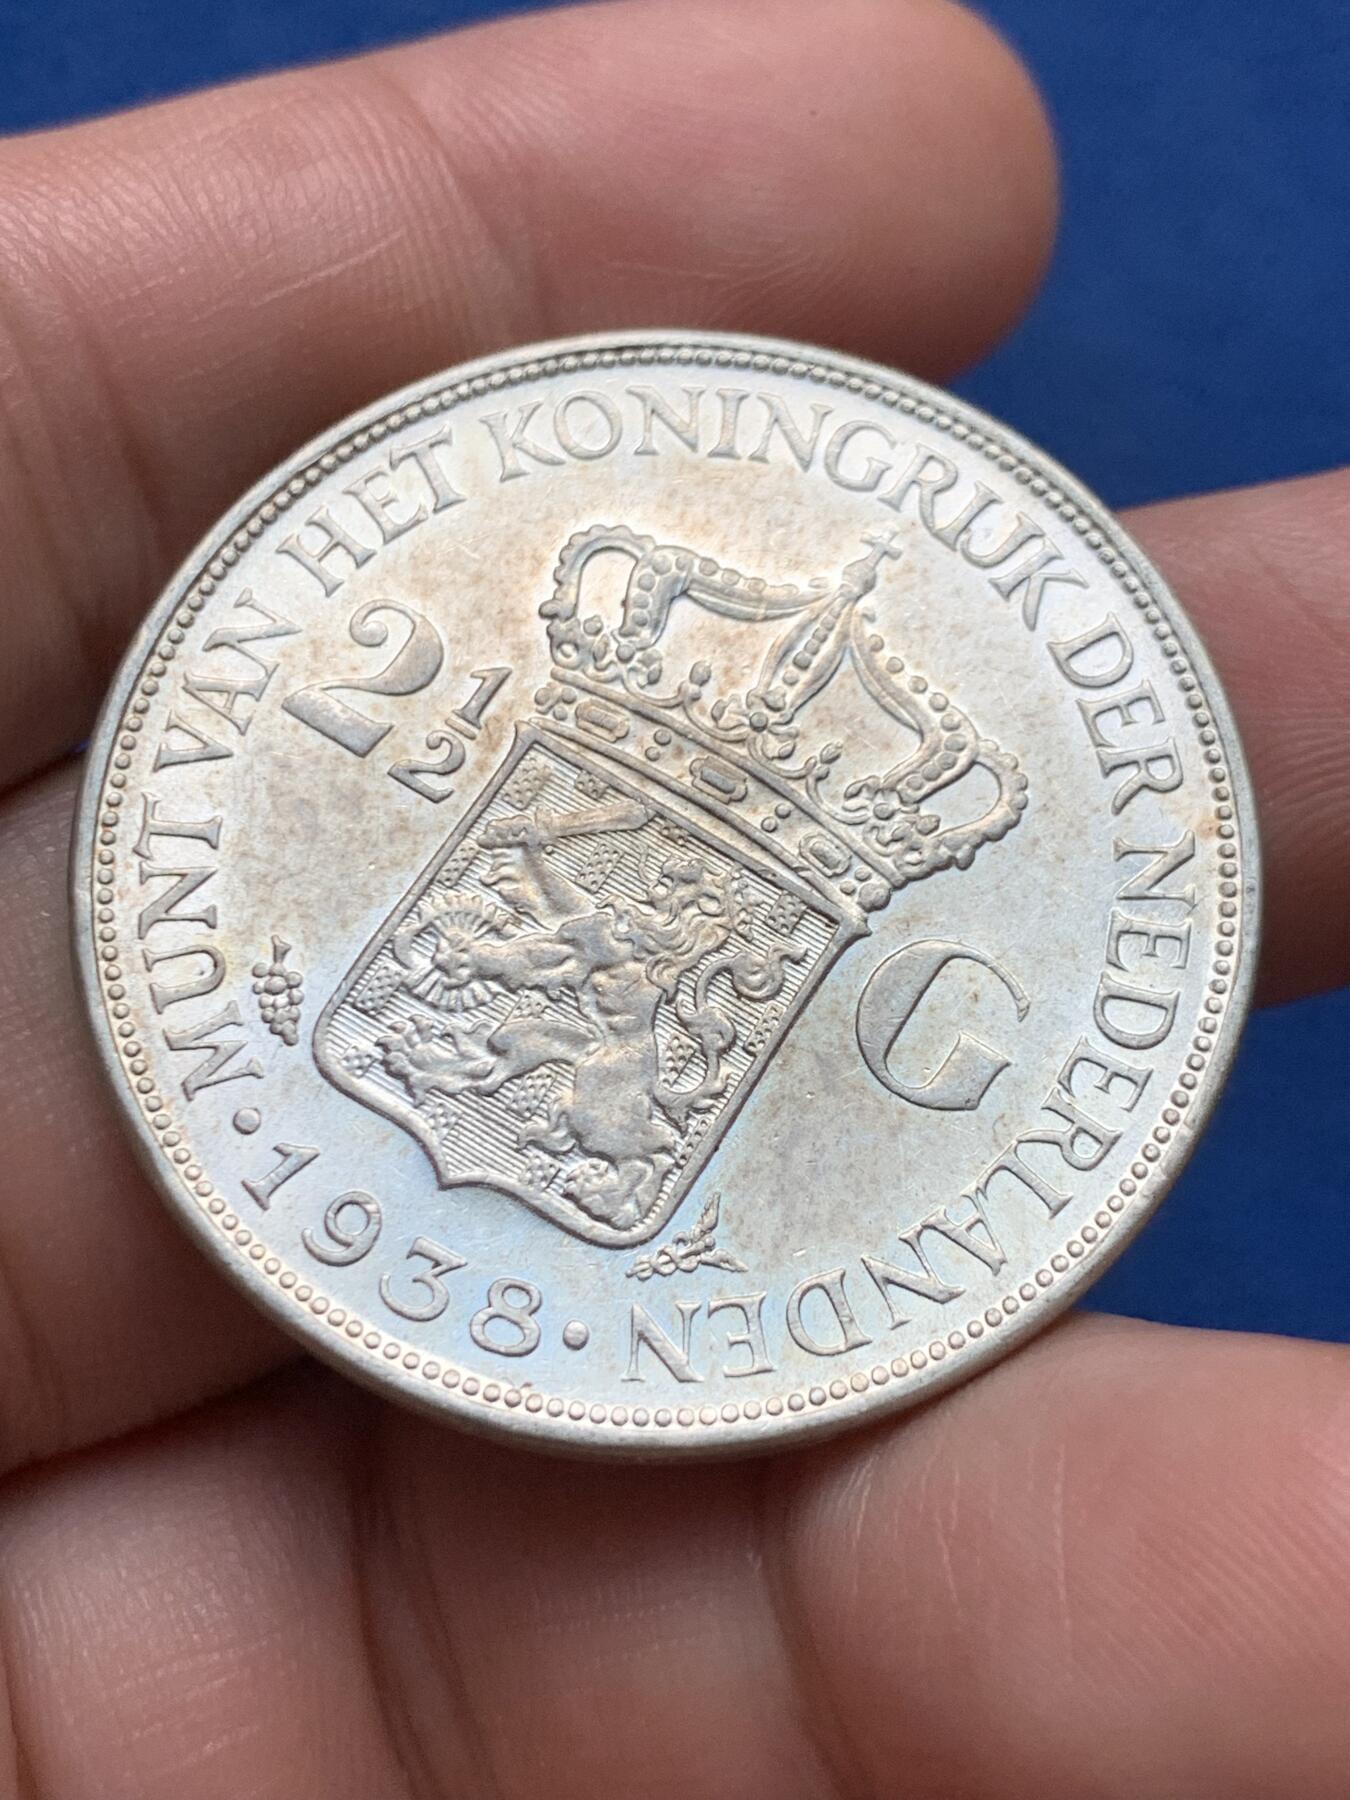 MUNT VAN HET KONINGRIJK DER NEDERLANDEN
2 1/2 G
· 1938 ·